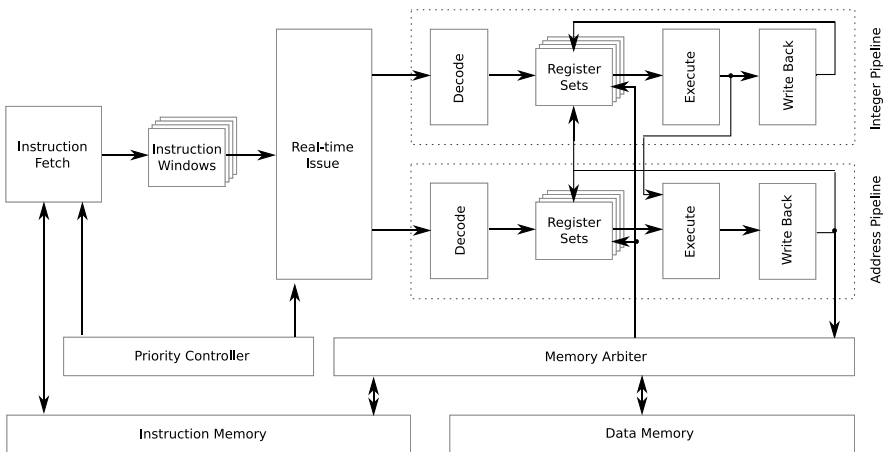 Instruction
Fetch
Instruction
Windows
Real-time
Issue
Decode
Register
Sets
Execute
Write Back
Integer Pipeline
Decode
Register
Sets
Execute
Write Back
Address Pipeline
Priority Controller
Memory Arbiter
Instruction Memory
Data Memory